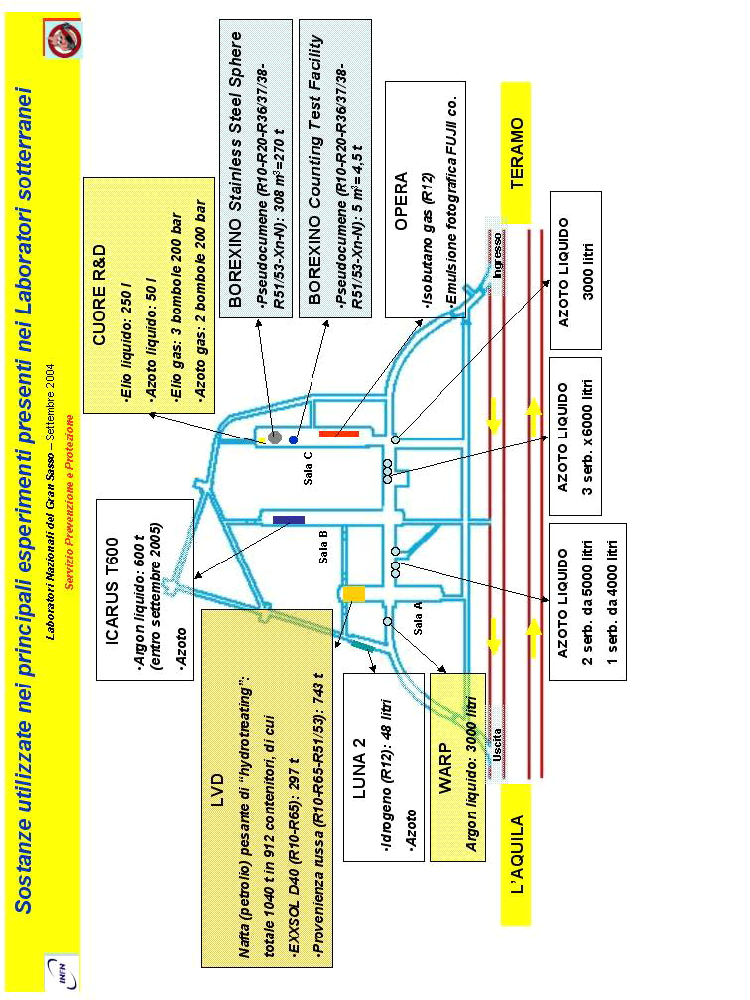 Sostanze utilizzate nei principali esperimenti presenti nei Laboratori sotterranei
Laboratori Nazionali del Gran Sasso – Settembre 2004
Servizio Prevenzione e Protezione
INFN
LVD
Nafta (petrolio) pesante di “hydrotreating”:
totale 1040 t in 912 contenitori, di cui
•EXXSOL D40 (R10-R65): 297 t
•Provenienza russa (R10-R65-R51/53): 743 t
ICARUS T600
•Argon liquido: 600 t
(entro settembre 2005)
•Azoto
CUORE R&D
•Elio liquido: 250 l
•Azoto liquido: 50 l
•Elio gas: 3 bombole 200 bar
•Azoto gas: 2 bombole 200 bar
BOREXINO Stainless Steel Sphere
•Pseudocumene (R10-R20-R36/37/38-
R51/53-Xn-N): 308 m³=270 t
BOREXINO Counting Test Facility
•Pseudocumene (R10-R20-R36/37/38-
R51/53-Xn-N): 5 m³= 4,5 t
OPERA
•Isobutano gas (R12)
•Emulsione fotografica FUJII co.
LUNA 2
•Idrogeno (R12): 48 litri
•Azoto
WARP
Argon liquido: 3000 litri
Sala A
Sala B
Sala C
Uscita
Ingresso
L’AQUILA
TERAMO
AZOTO LIQUIDO
2 serb. da 5000 litri
1 serb. da 4000 litri
AZOTO LIQUIDO
3 serb. x 6000 litri
AZOTO LIQUIDO
3000 litri